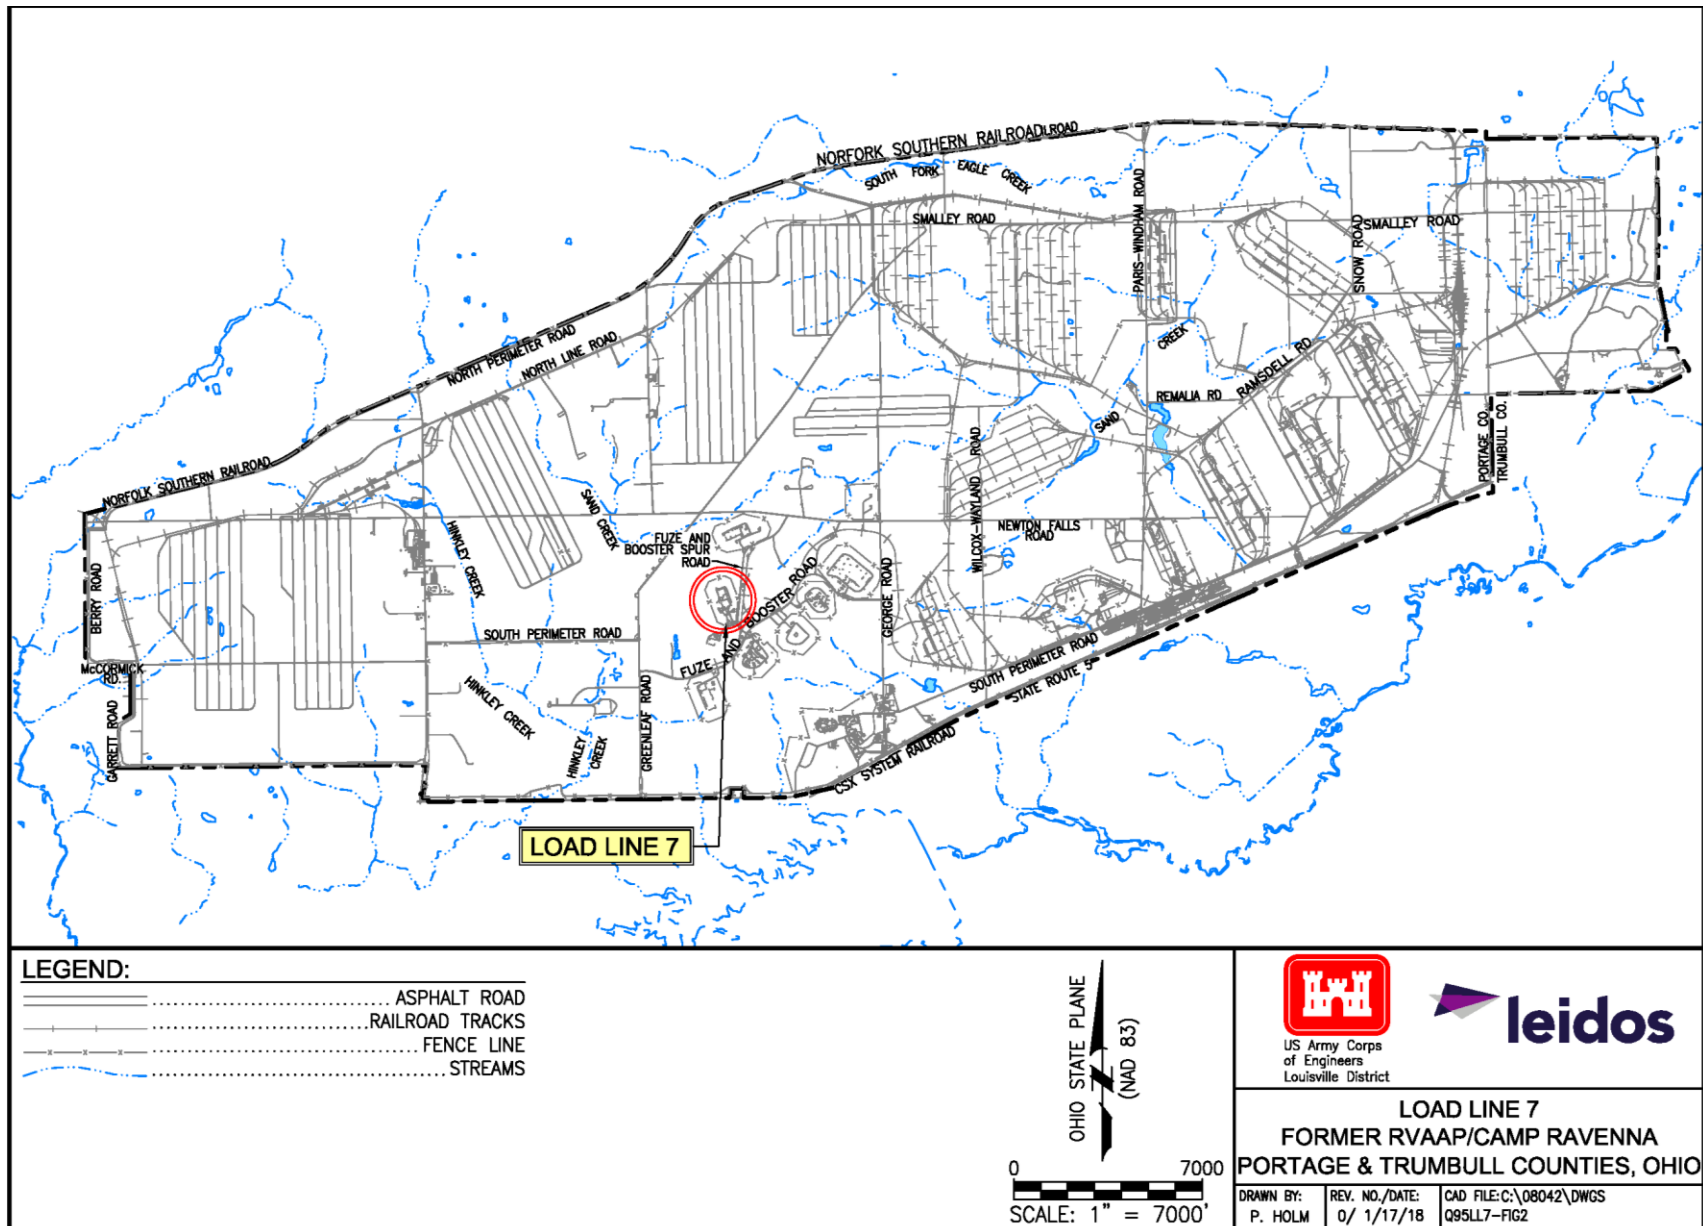 NORFORK SOUTHERN RAILROAD
LROAD
SOUTH FORK EAGLE CREEK
SMALLEY ROAD
PARIS-WINDHAM ROAD
SNOW ROAD
SMALLEY ROAD
NORTH PERIMETER ROAD
NORTH LINE ROAD
CREEK
RAMSDELL RD
REMALIA RD
SAND
PORTAGE CO.
TRUMBULL CO.
NORFOLK SOUTHERN RAILROAD
HINKLEY CREEK
SAND CREEK
WILCOX-WAYLAND ROAD
NEWTON FALLS
ROAD
FUZE AND
BOOSTER SPUR
ROAD
BERRY ROAD
FUZE AND BOOSTER ROAD
GEORGE ROAD
SOUTH PERIMETER ROAD
McCORMICK
RD.
SOUTH PERIMETER ROAD
STATE ROUTE 5
GARRETT ROAD
HINKLEY CREEK
HINKLEY
CREEK
GREENLEAF ROAD
CSX SYSTEM RAILROAD
LOAD LINE 7
LEGEND:
ASPHALT ROAD
RAILROAD TRACKS
FENCE LINE
STREAMS
OHIO STATE PLANE
(NAD 83)
0 7000
SCALE: 1" = 7000'
US Army Corps
of Engineers
Louisville District
leidos
LOAD LINE 7
FORMER RVAAP/CAMP RAVENNA
PORTAGE & TRUMBULL COUNTIES, OHIO
DRAWN BY:
P. HOLM
REV. NO./DATE:
0/ 1/17/18
CAD FILE:C:\08042\DWGS
Q95LL7-FIG2